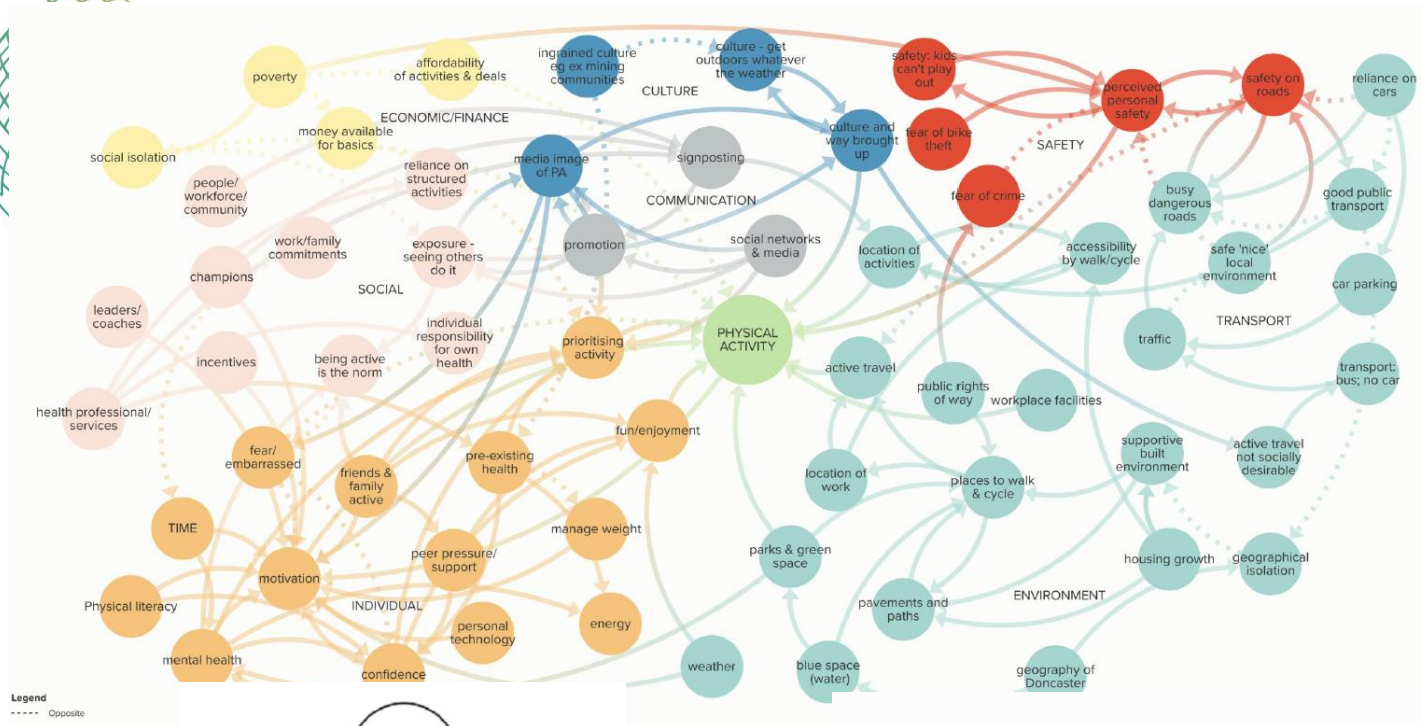 poverty
affordability
of activities & deals
ingrained culture
eg ex mining
communities
culture - get
outdoors whatever
the weather
safety: kids
can't play
out
perceived
personal
safety
safety on
roads
reliance on
cars
CULTURE
ECONOMIC/FINANCE
social isolation
money available
for basics
people/
workforce/
community
reliance on
structured
activities
media image
of PA
signposting
culture and
way brought
up
fear of bike
theft
SAFETY
COMMUNICATION
fear of crime
busy
dangerous
roads
good public
transport
work/family
commitments
exposure -
seeing others
do it
promotion
social networks
& media
location of
activities
accessibility
by walk/cycle
safe 'nice'
local
environment
champions
SOCIAL
car parking
leaders/
coaches
incentives
being active
is the norm
individual
responsibility
for own
health
prioritising
activity
PHYSICAL
ACTIVITY
TRANSPORT
traffic
active travel
public rights
of way
workplace facilities
transport:
bus; no car
health professional/
services
fear/
embarrassed
friends &
family
active
pre-existing
health
fun/enjoyment
supportive
built
environment
active travel
not socially
desirable
location of
work
places to walk
& cycle
TIME
manage weight
motivation
peer pressure/
support
parks & green
space
housing growth
geographical
isolation
Physical literacy
INDIVIDUAL
personal
technology
energy
pavements and
paths
ENVIRONMENT
mental health
confidence
weather
blue space
(water)
geography of
Doncaster
Legend
Opposite